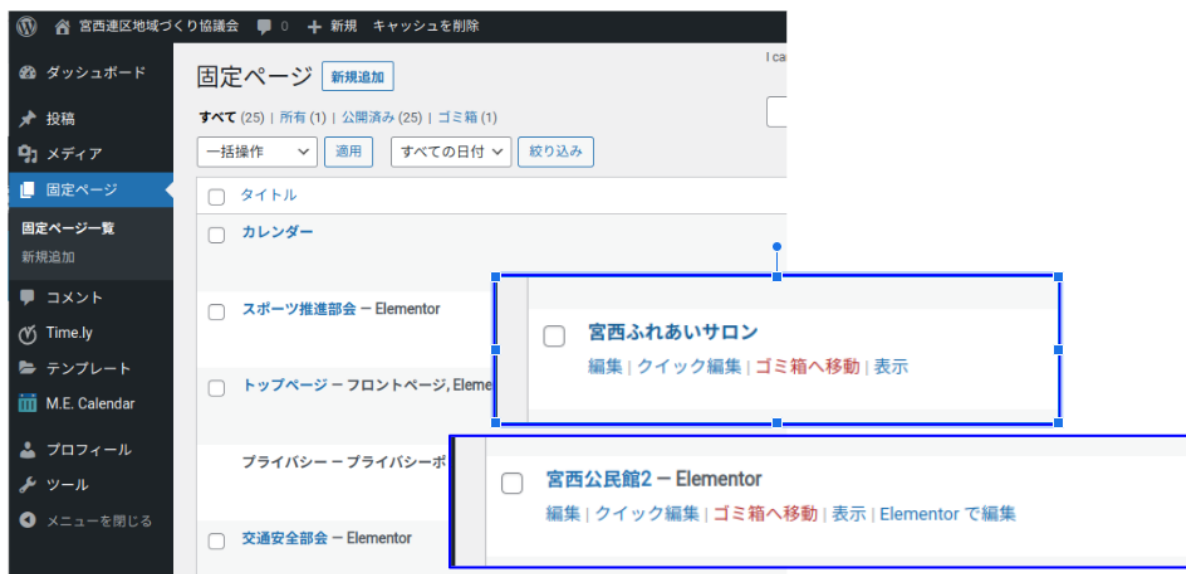 宮西連区地域づくり協議会 0 新規 キャッシュを削除
ダッシュボード
投稿
メディア
固定ページ
固定ページ一覧
新規追加
コメント
Time.ly
テンプレート
M.E. Calendar
プロフィール
ツール
メニューを閉じる
I ca
固定ページ 新規追加
すべて (25) | 所有 (1) | 公開済み (25) | ゴミ箱 (1)
一括操作 適用 すべての日付 絞り込み
タイトル
カレンダー
スポーツ推進部会 — Elementor
トップページ — フロントページ, Eleme
プライバシー — プライバシーポ
交通安全部会 — Elementor
宮西ふれあいサロン
編集 | クイック編集 | ゴミ箱へ移動 | 表示
宮西公民館2 — Elementor
編集 | クイック編集 | ゴミ箱へ移動 | 表示 | Elementor で編集